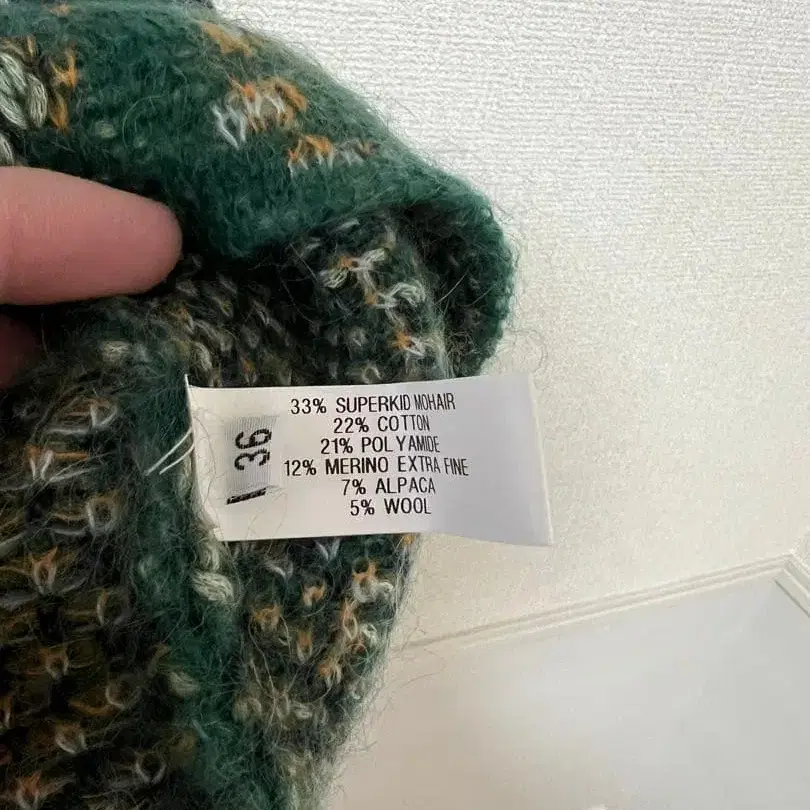 36
33% SUPERKID MOHAIR
22% COTTON
21% POLYAMIDE
12% MERINO EXTRA FINE
7% ALPACA
5% WOOL